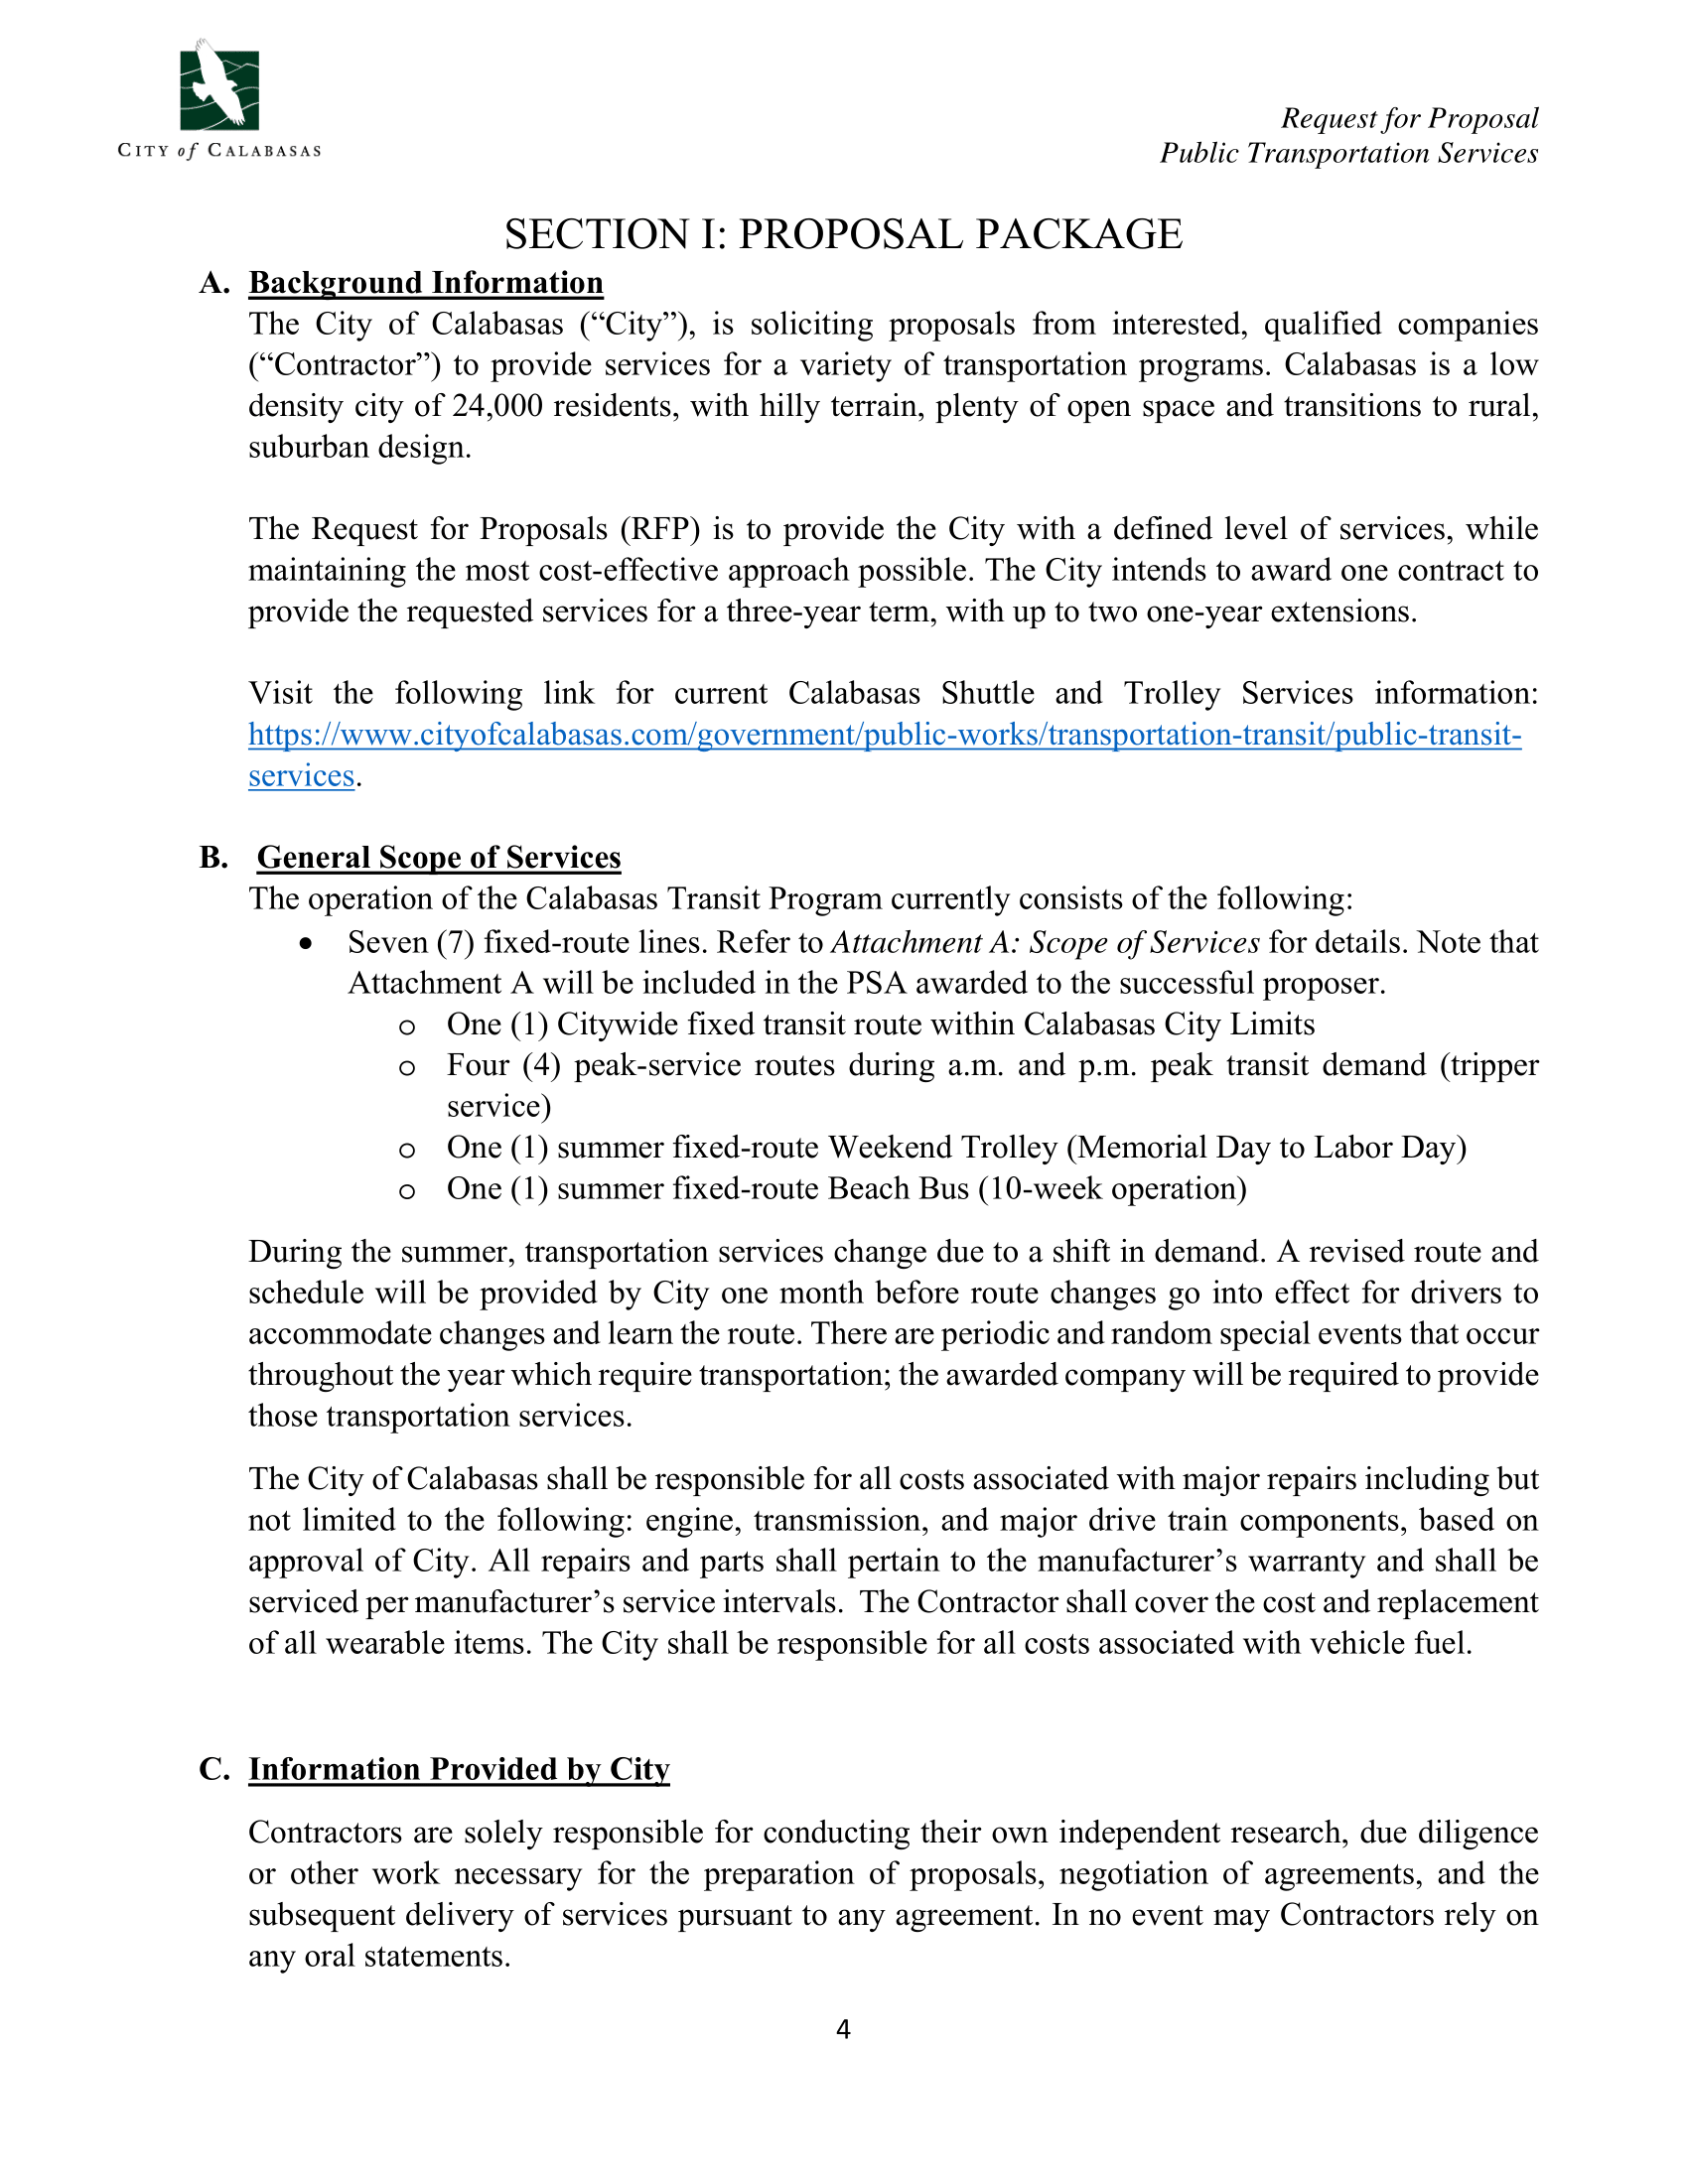 CITY of CALABASAS
Request for Proposal
Public Transportation Services
SECTION I: PROPOSAL PACKAGE
A. Background Information
The City of Calabasas (“City”), is soliciting proposals from interested, qualified companies
(“Contractor”) to provide services for a variety of transportation programs. Calabasas is a low
density city of 24,000 residents, with hilly terrain, plenty of open space and transitions to rural,
suburban design.
The Request for Proposals (RFP) is to provide the City with a defined level of services, while
maintaining the most cost-effective approach possible. The City intends to award one contract to
provide the requested services for a three-year term, with up to two one-year extensions.
Visit the following link for current Calabasas Shuttle and Trolley Services information:
https://www.cityofcalabasas.com/government/public-works/transportation-transit/public-transit-
services.
B. General Scope of Services
The operation of the Calabasas Transit Program currently consists of the following:
• Seven (7) fixed-route lines. Refer to Attachment A: Scope of Services for details. Note that
Attachment A will be included in the PSA awarded to the successful proposer.
o One (1) Citywide fixed transit route within Calabasas City Limits
o Four (4) peak-service routes during a.m. and p.m. peak transit demand (tripper
service)
o One (1) summer fixed-route Weekend Trolley (Memorial Day to Labor Day)
o One (1) summer fixed-route Beach Bus (10-week operation)
During the summer, transportation services change due to a shift in demand. A revised route and
schedule will be provided by City one month before route changes go into effect for drivers to
accommodate changes and learn the route. There are periodic and random special events that occur
throughout the year which require transportation; the awarded company will be required to provide
those transportation services.
The City of Calabasas shall be responsible for all costs associated with major repairs including but
not limited to the following: engine, transmission, and major drive train components, based on
approval of City. All repairs and parts shall pertain to the manufacturer’s warranty and shall be
serviced per manufacturer’s service intervals.  The Contractor shall cover the cost and replacement
of all wearable items. The City shall be responsible for all costs associated with vehicle fuel.
C. Information Provided by City
Contractors are solely responsible for conducting their own independent research, due diligence
or other work necessary for the preparation of proposals, negotiation of agreements, and the
subsequent delivery of services pursuant to any agreement. In no event may Contractors rely on
any oral statements.
4